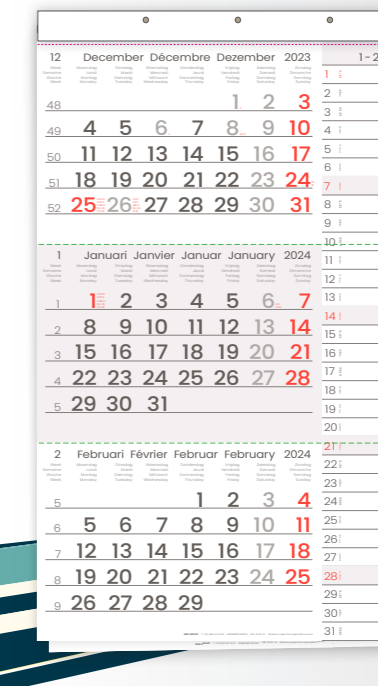 12 December Décembre Dezember 2023
48 1 2 3
49 4 5 6 7 8 9 10
50 11 12 13 14 15 16 17
51 18 19 20 21 22 23 24
52 25 26 27 28 29 30 31
1 Januari Janvier Januar January 2024
1 1 2 3 4 5 6 7
2 8 9 10 11 12 13 14
3 15 16 17 18 19 20 21
4 22 23 24 25 26 27 28
5 29 30 31
2 Februari Février Februar February 2024
5 1 2 3 4
6 5 6 7 8 9 10 11
7 12 13 14 15 16 17 18
8 19 20 21 22 23 24 25
9 26 27 28 29
1 - 2
1
2
3
4
5
6
7
8
9
10
11
12
13
14
15
16
17
18
19
20
21
22
23
24
25
26
27
28
29
30
31